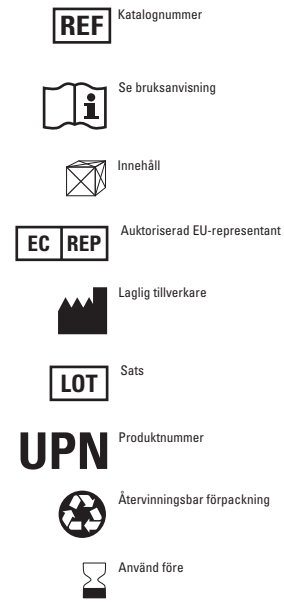 REF Katalognummer
i Se bruksanvisning
Innehåll
EC REP Auktoriserad EU-representant
Laglig tillverkare
LOT Sats
UPN Produktnummer
Återvinningsbar förpackning
Använd före